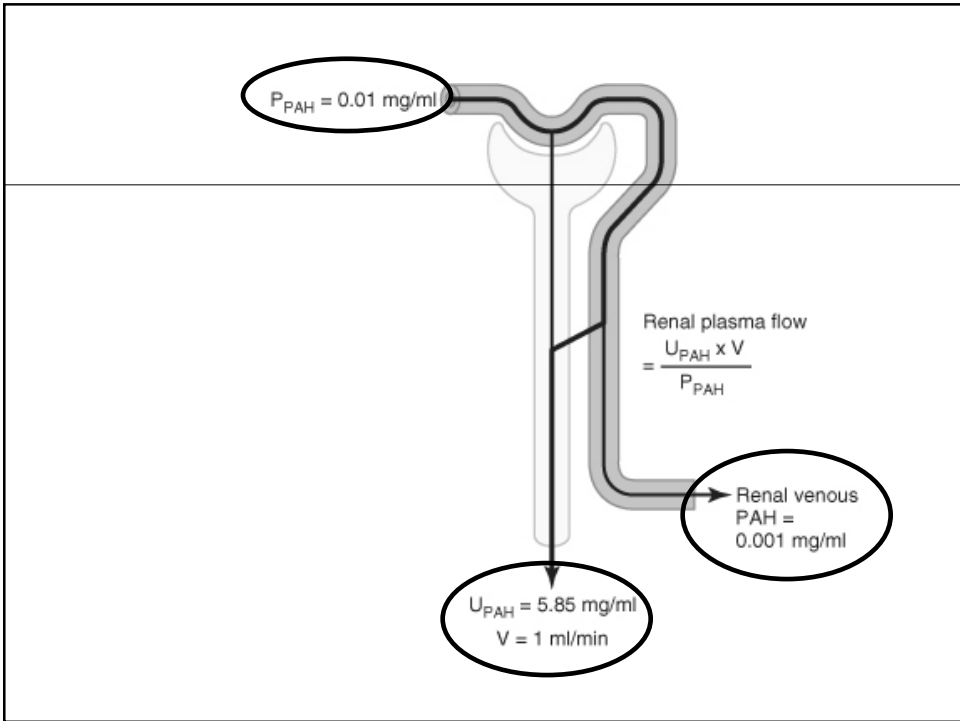 P_PAH = 0.01 mg/ml
Renal plasma flow
= U_PAH x V
P_PAH
Renal venous
PAH =
0.001 mg/ml
U_PAH = 5.85 mg/ml
V = 1 ml/min